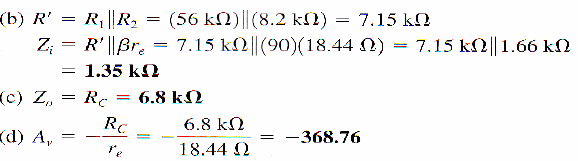 (b) R' = R₁||R₂ = (56 kΩ)||(8.2 kΩ) = 7.15 kΩ
Zᵢ = R'||βrₑ = 7.15 kΩ||(90)(18.44 Ω) = 7.15 kΩ||1.66 kΩ
= 1.35 kΩ
(c) Zₒ = R_C = 6.8 kΩ
(d) Aᵥ = −R_C/rₑ = −6.8 kΩ/18.44 Ω = −368.76